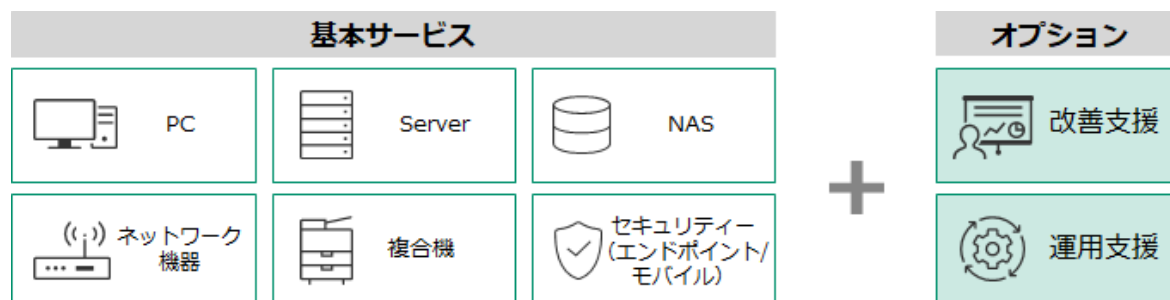 基本サービス
オプション
PC
Server
NAS
改善支援
ネットワーク
機器
複合機
セキュリティー
(エンドポイント/
モバイル)
運用支援